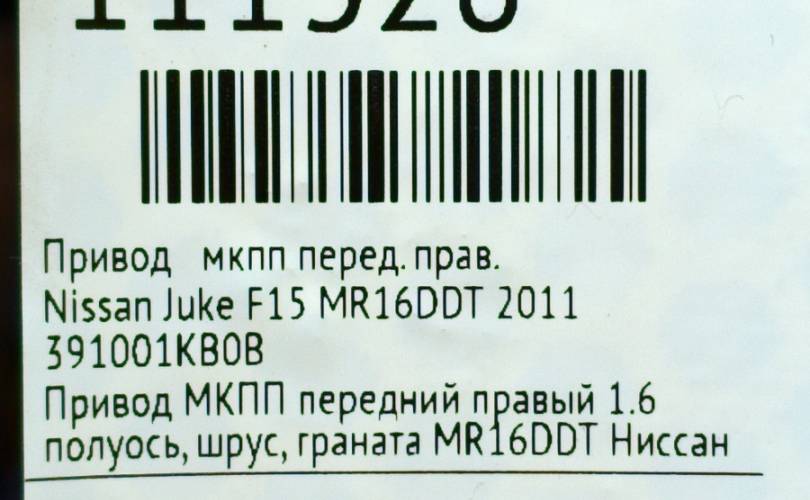 111528
Привод мкпп перед. прав.
Nissan Juke F15 MR16DDT 2011
391001KB0B
Привод МКПП передний правый 1.6
полуось, шрус, граната MR16DDT Ниссан